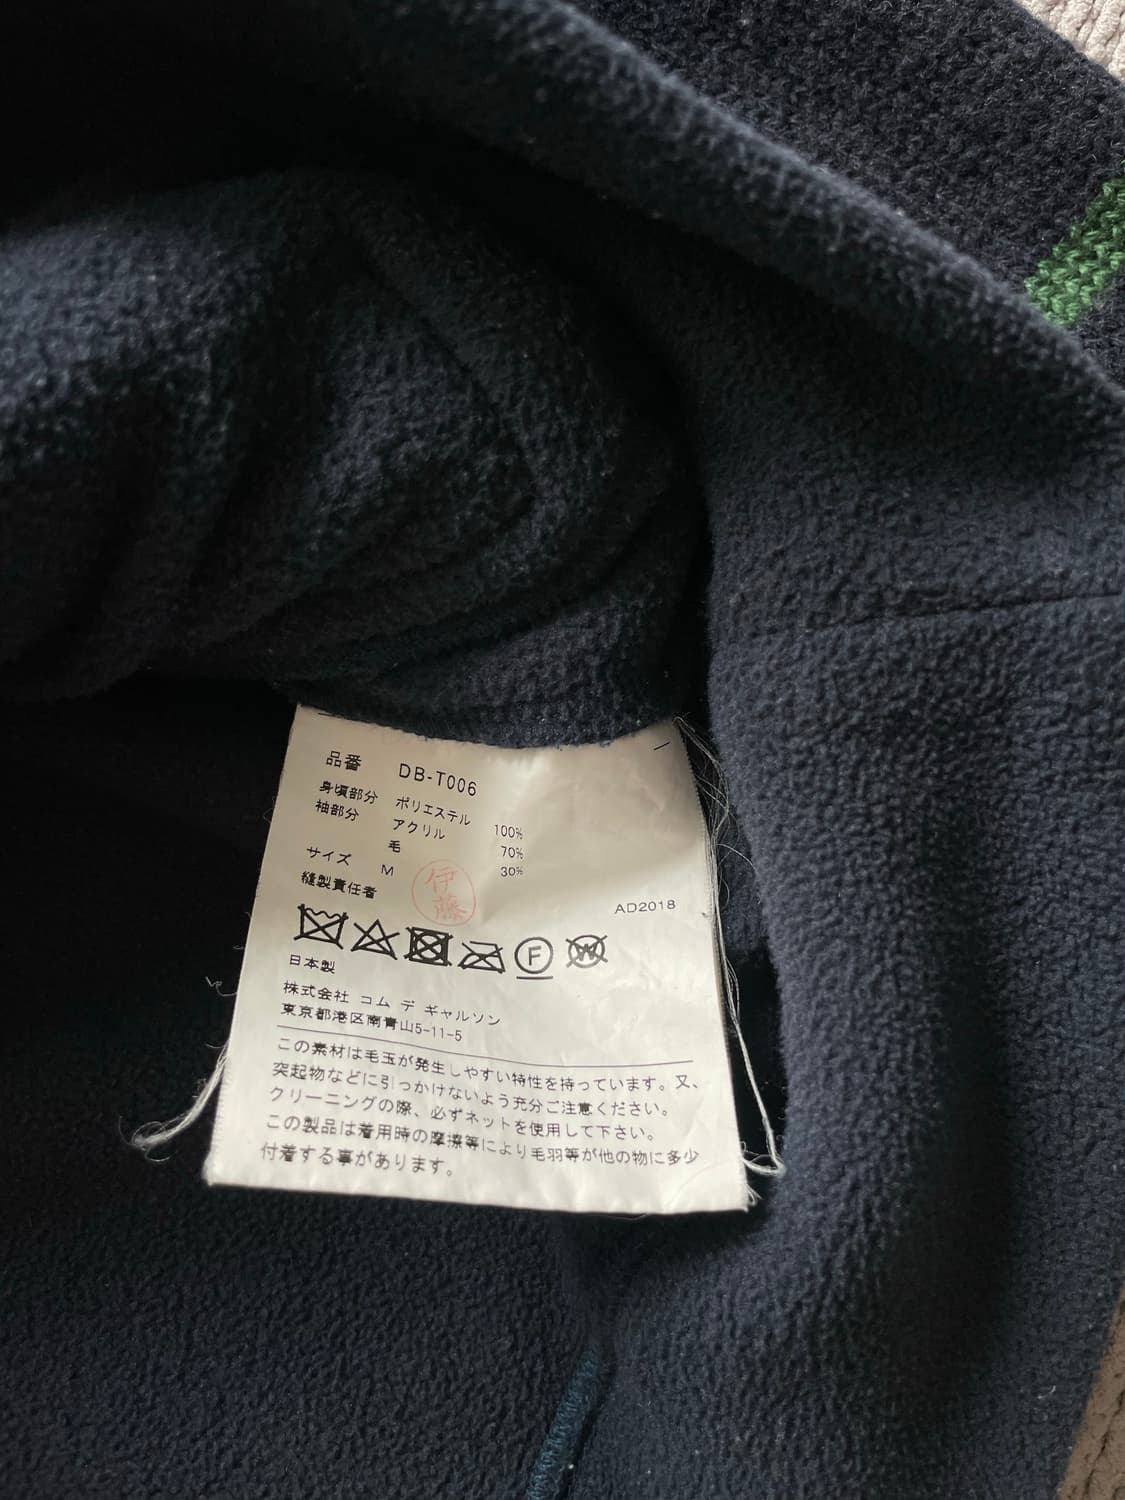 品番 DB-T006
身頃部分 ポリエステル 100%
袖部分 アクリル 70%
毛 30%
サイズ M
縫製責任者 伊藤
AD2018
F
W
日本製
株式会社 コム デ ギャルソン
東京都港区南青山5-11-5
この素材は毛玉が発生しやすい特性を持っています。又、
突起物などに引っかけないよう充分ご注意ください。
クリーニングの際、必ずネットを使用して下さい。
この製品は着用時の摩擦等により毛羽等が他の物に多少
付着する事があります。